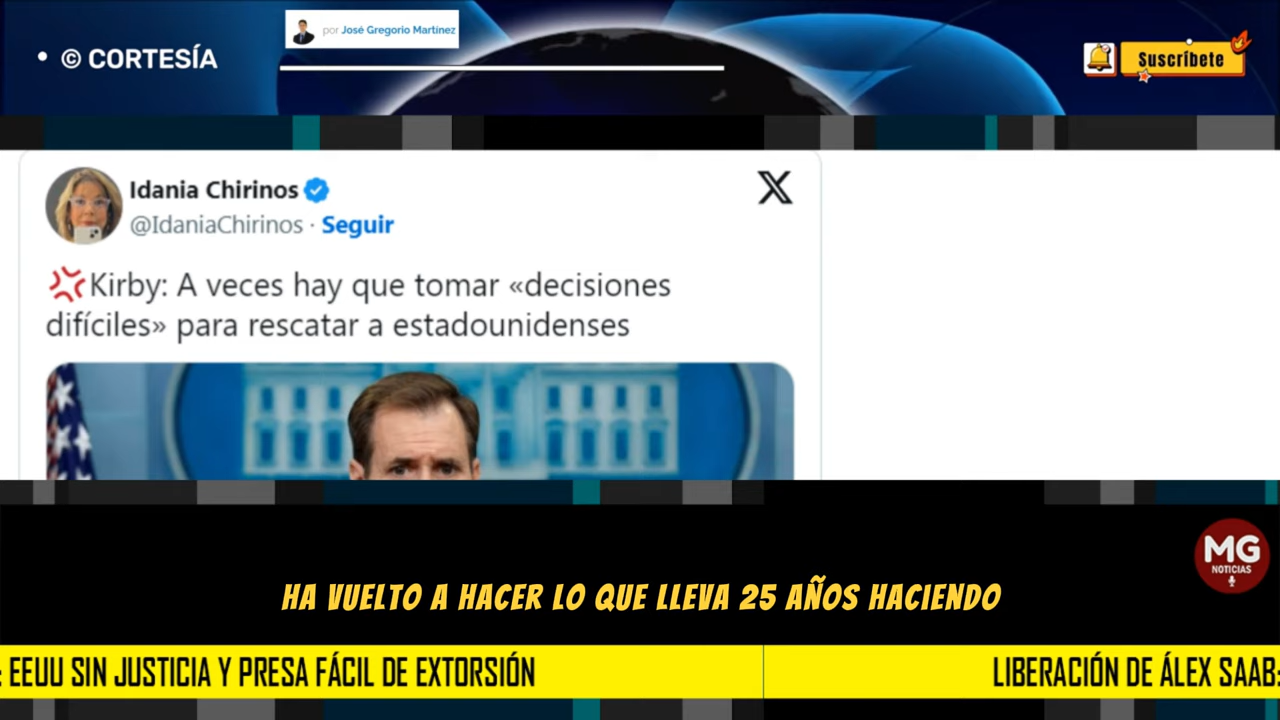 • © CORTESÍA
por José Gregorio Martínez
Suscríbete
Idania Chirinos
@IdaniaChirinos · Seguir
X
💢Kirby: A veces hay que tomar «decisiones
difíciles» para rescatar a estadounidenses
MG
NOTICIAS
HA VUELTO A HACER LO QUE LLEVA 25 AÑOS HACIENDO
: EEUU SIN JUSTICIA Y PRESA FÁCIL DE EXTORSIÓN
LIBERACIÓN DE ÁLEX SAAB: